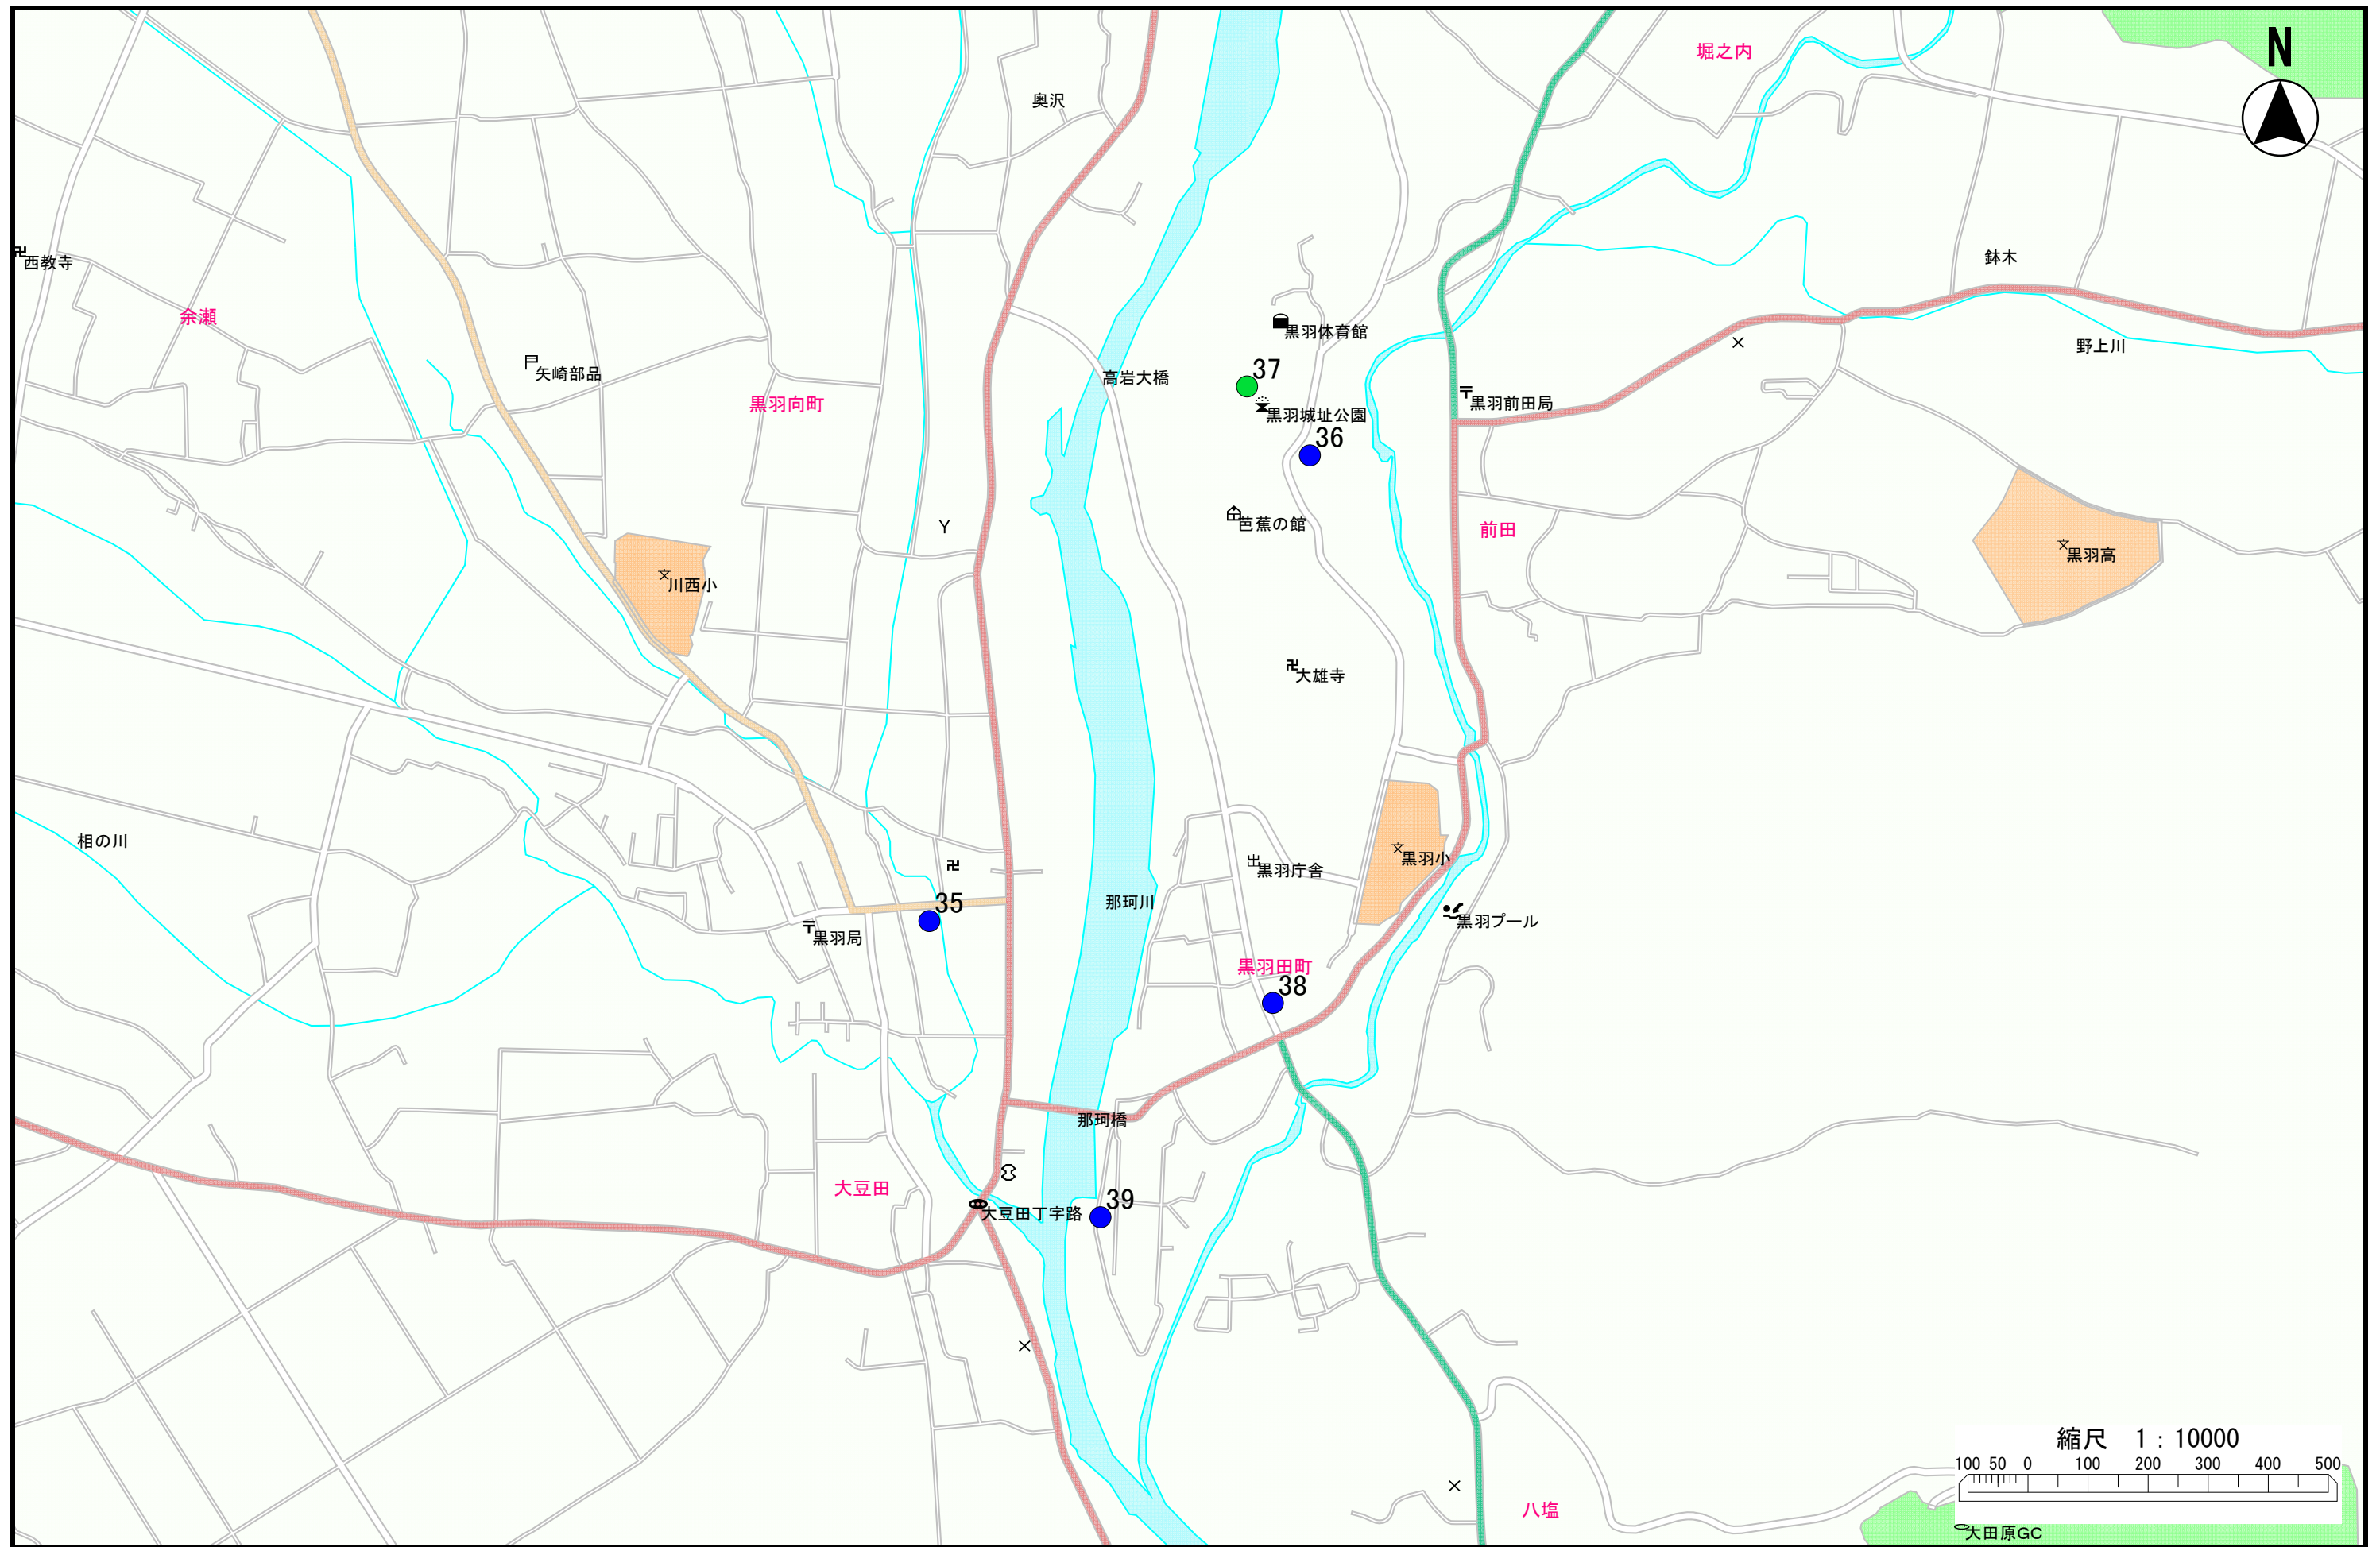 N
堀之内
奥沢
西教寺
鉢木
余瀬
黒羽体育館
野上川
矢崎部品
37
高岩大橋
黒羽向町
黒羽前田局
黒羽城址公園
36
芭蕉の館
前田
Y
黒羽高
川西小
大雄寺
相の川
黒羽小
黒羽庁舎
35
那珂川
黒羽プール
黒羽局
黒羽田町
38
那珂橋
大豆田
39
大豆田丁字路
縮尺 1：10000
100 50 0 100 200 300 400 500
八塩
大田原GC